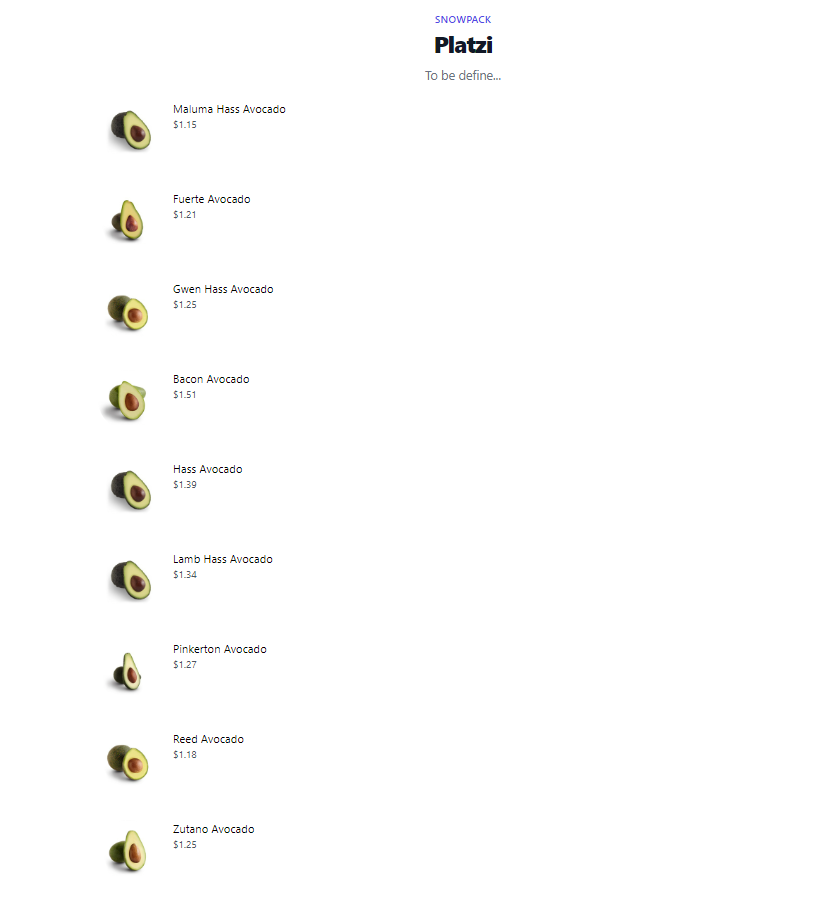 SNOWPACK
Platzi
To be define...
Maluma Hass Avocado
$1.15
Fuerte Avocado
$1.21
Gwen Hass Avocado
$1.25
Bacon Avocado
$1.51
Hass Avocado
$1.39
Lamb Hass Avocado
$1.34
Pinkerton Avocado
$1.27
Reed Avocado
$1.18
Zutano Avocado
$1.25